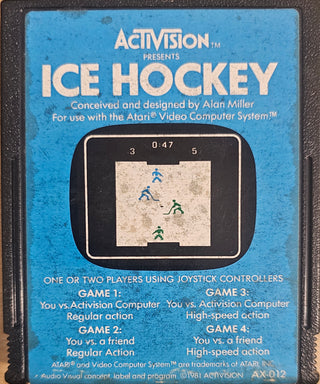 ACTIVISION™
PRESENTS
ICE HOCKEY
Conceived and designed by Alan Miller
For use with the Atari® Video Computer System™
0:47
3 5
ONE OR TWO PLAYERS USING JOYSTICK CONTROLLERS
GAME 1: GAME 3:
You vs. Activision Computer You vs. Activision Computer
Regular action High-speed action
GAME 2: GAME 4:
You vs. a friend You vs. a friend
Regular Action High-speed action
ATARI® and Video Computer System™ are trademarks of ATARI, INC.
Audio Visual concept, label and program ©1981 ACTIVISION AX-012